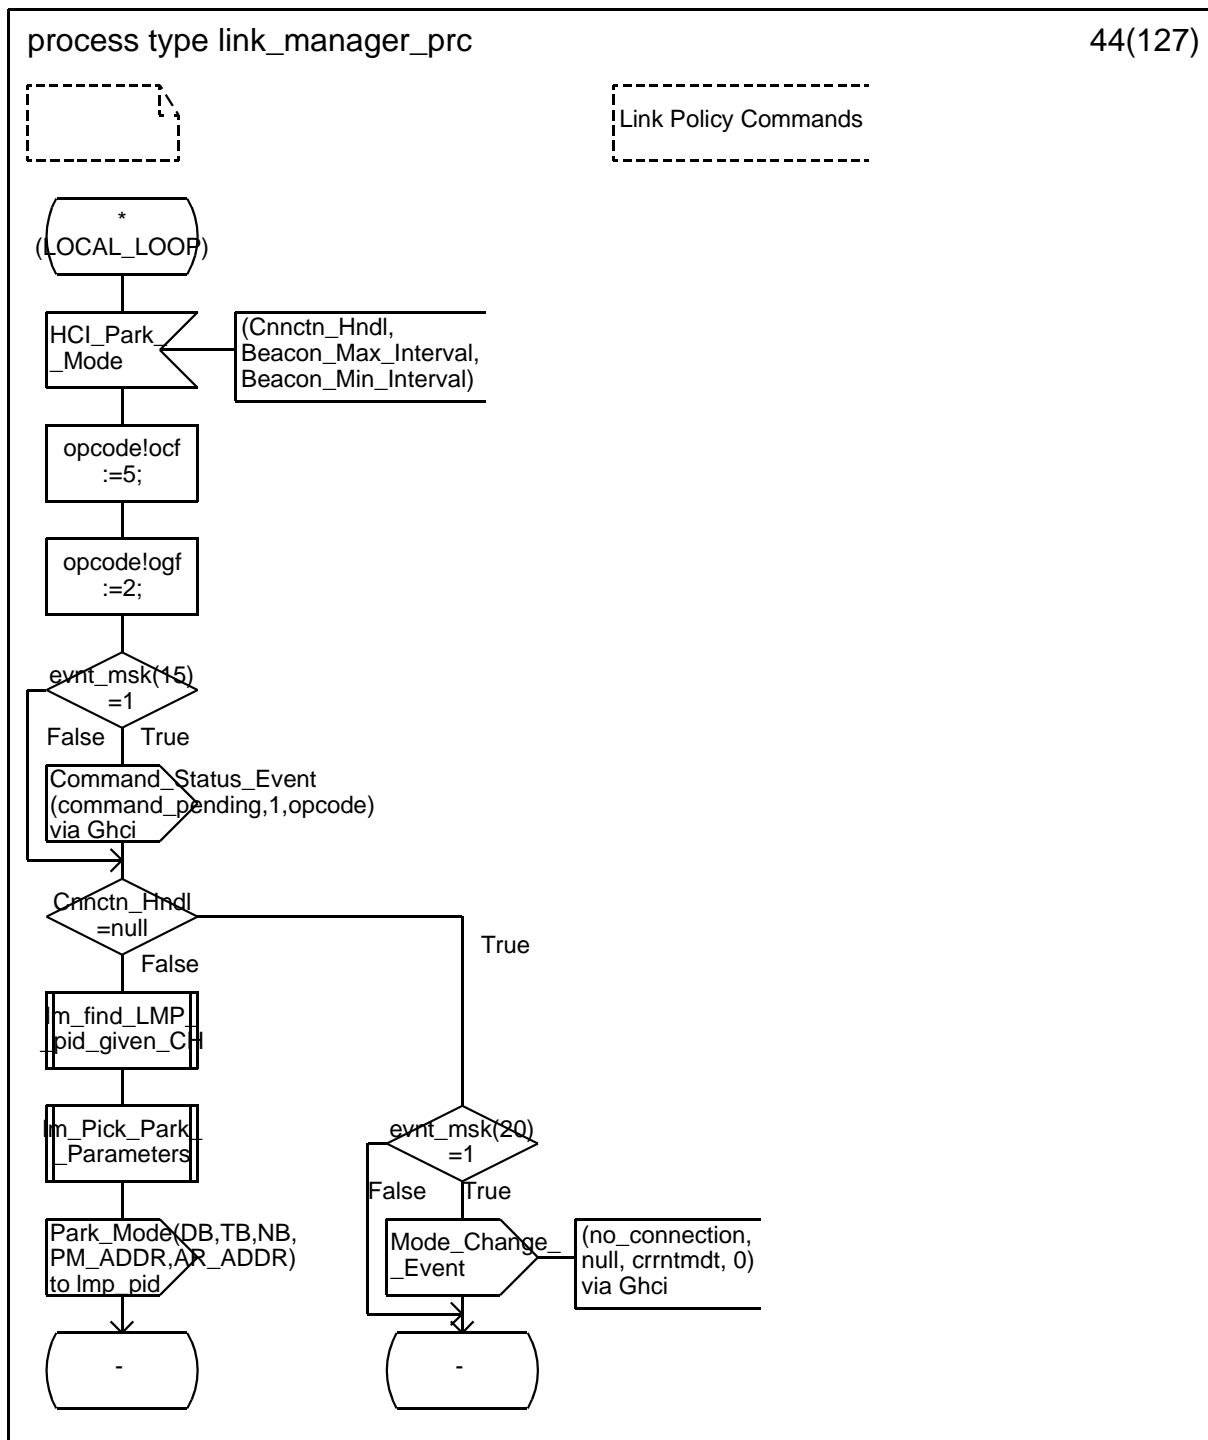 process type link_manager_prc
44(127)
Link Policy Commands
*
(LOCAL_LOOP)
HCI_Park_
_Mode
(Cnnctn_Hndl,
Beacon_Max_Interval,
Beacon_Min_Interval)
opcode!ocf
:=5;
opcode!ogf
:=2;
evnt_msk(15)
=1
False
True
Command_Status_Event
(command_pending,1,opcode)
via Ghci
Cnnctn_Hndl
=null
True
False
lm_find_LMP_
_pid_given_CH
lm_Pick_Park_
_Parameters
evnt_msk(20)
=1
False
True
Park_Mode(DB,TB,NB,
PM_ADDR,AR_ADDR)
to lmp_pid
Mode_Change_
_Event
(no_connection,
null, crrntmdt, 0)
via Ghci
-
-